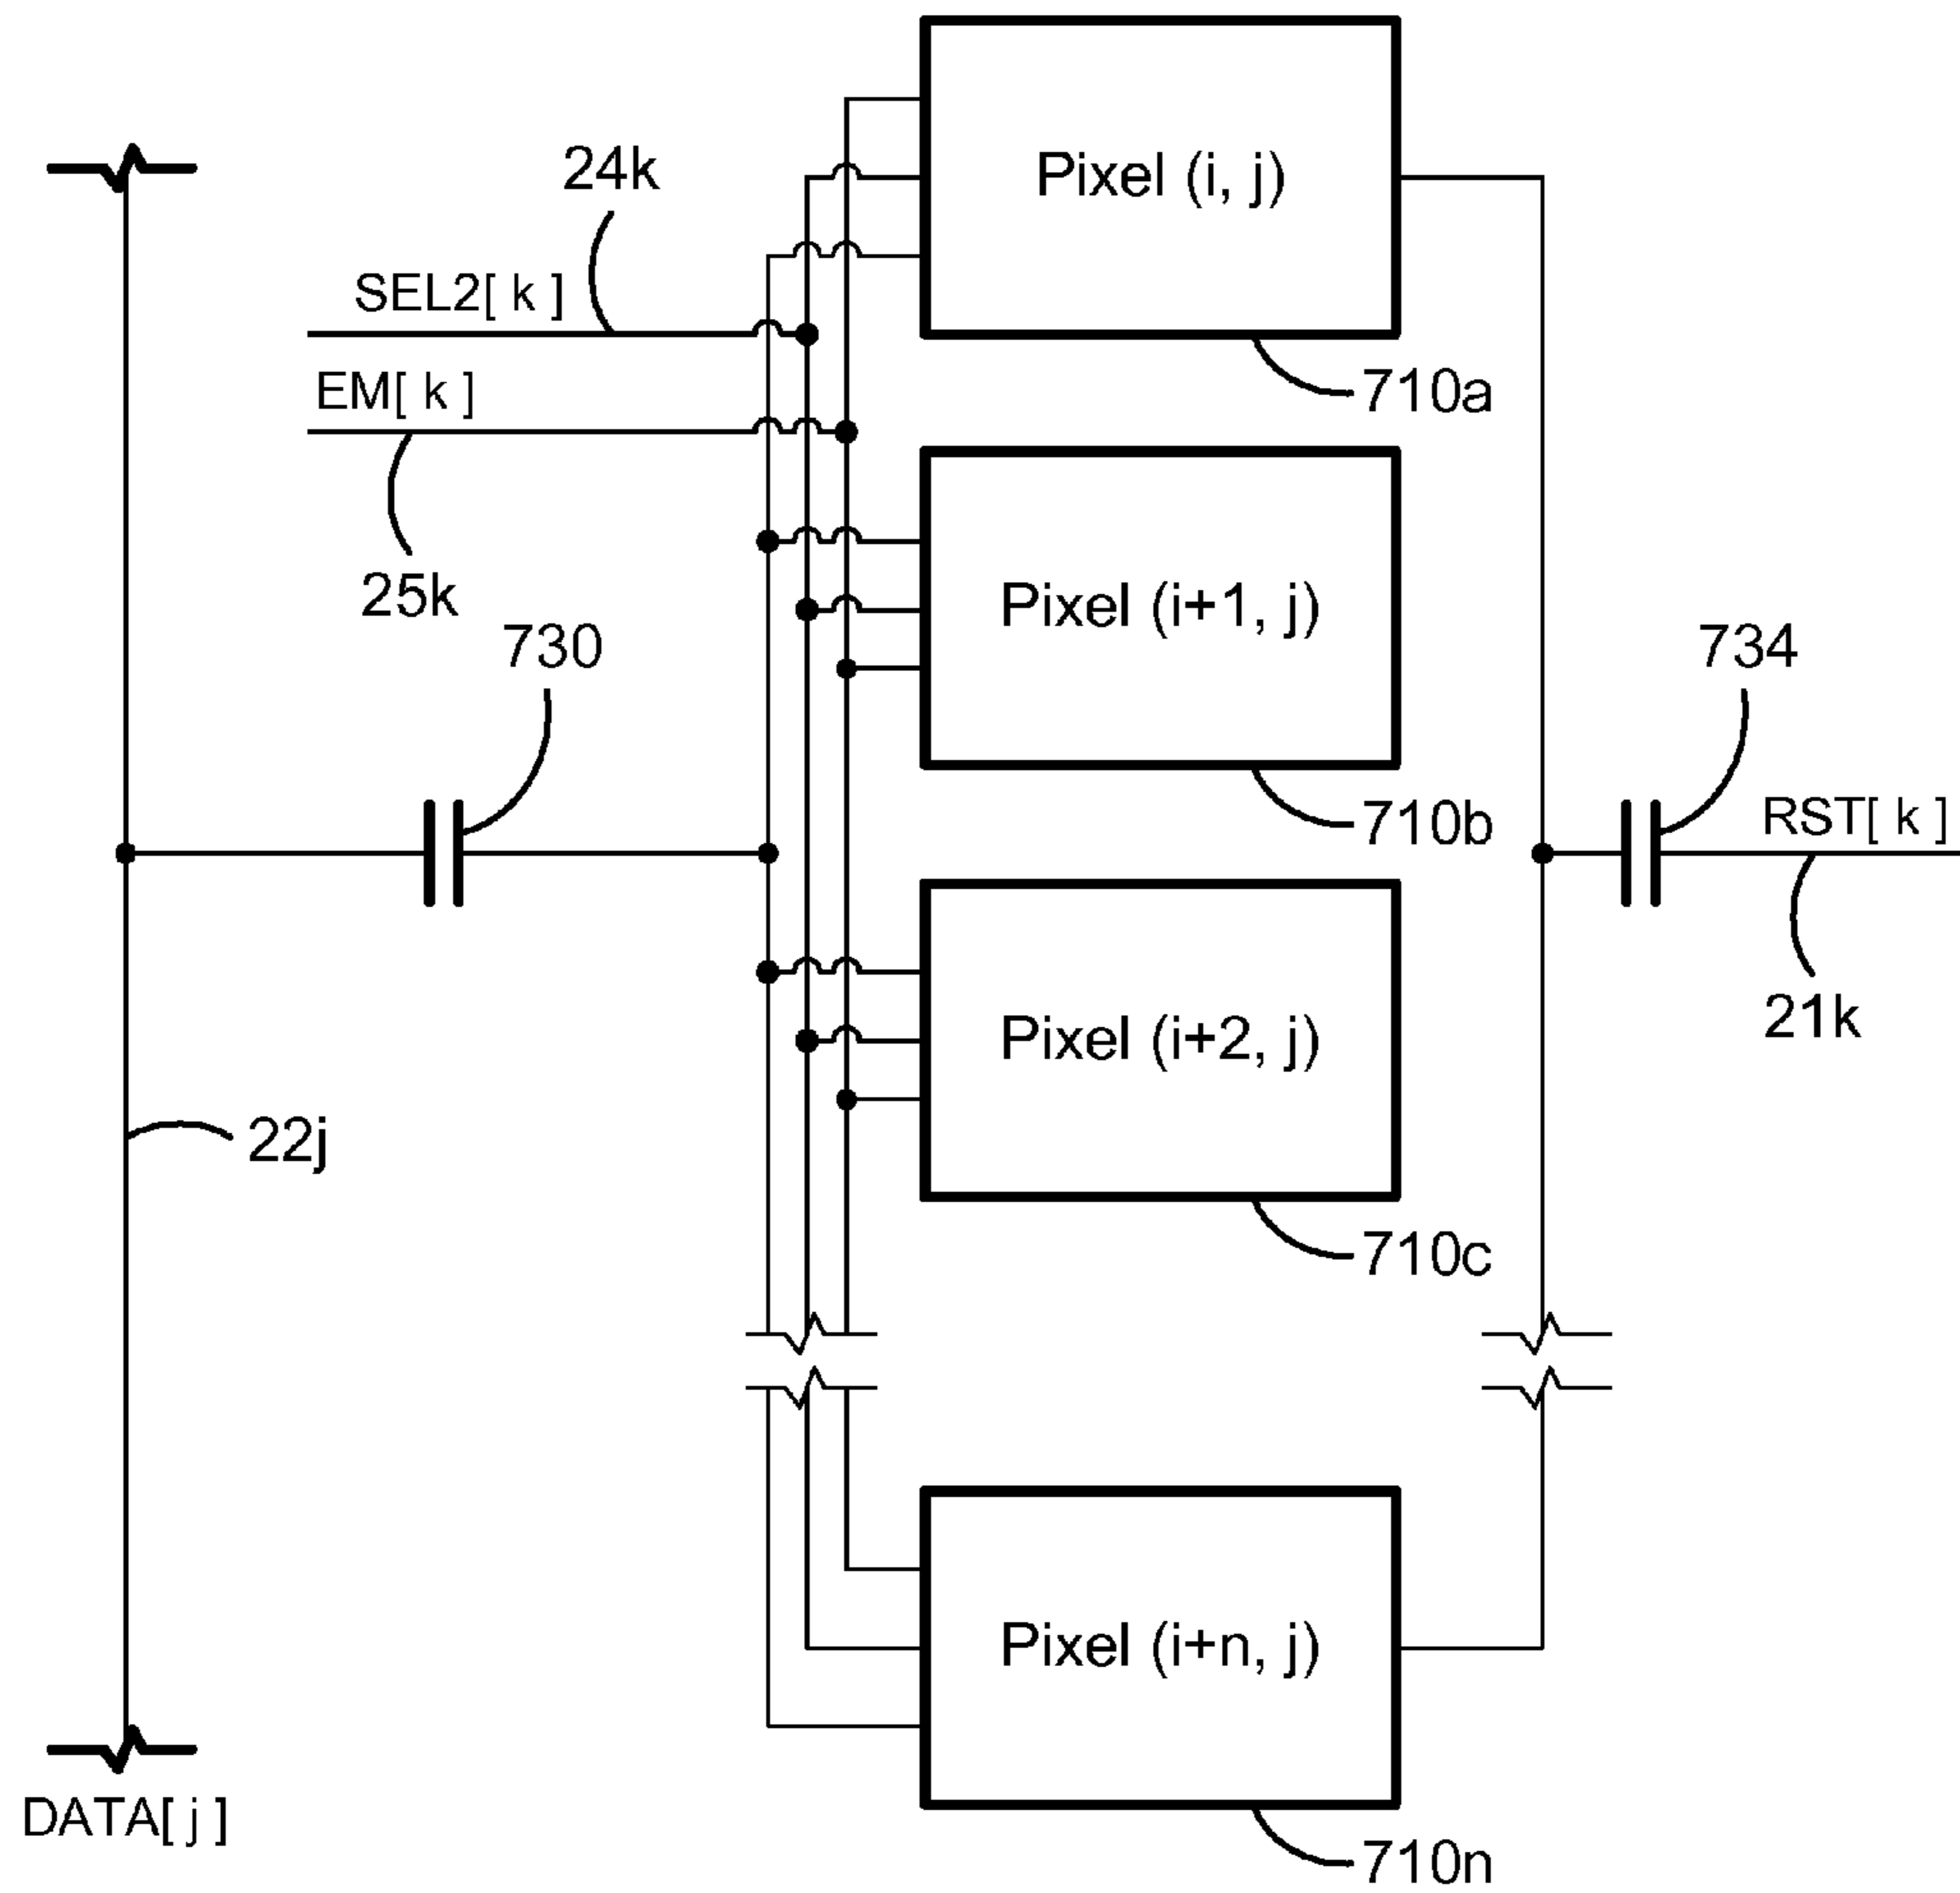 Pixel (i, j)
24k
SEL2[ k ]
EM[ k ]
710a
25k
Pixel (i+1, j)
730
734
RST[ k ]
710b
21k
Pixel (i+2, j)
22j
710c
Pixel (i+n, j)
DATA[ j ]
710n